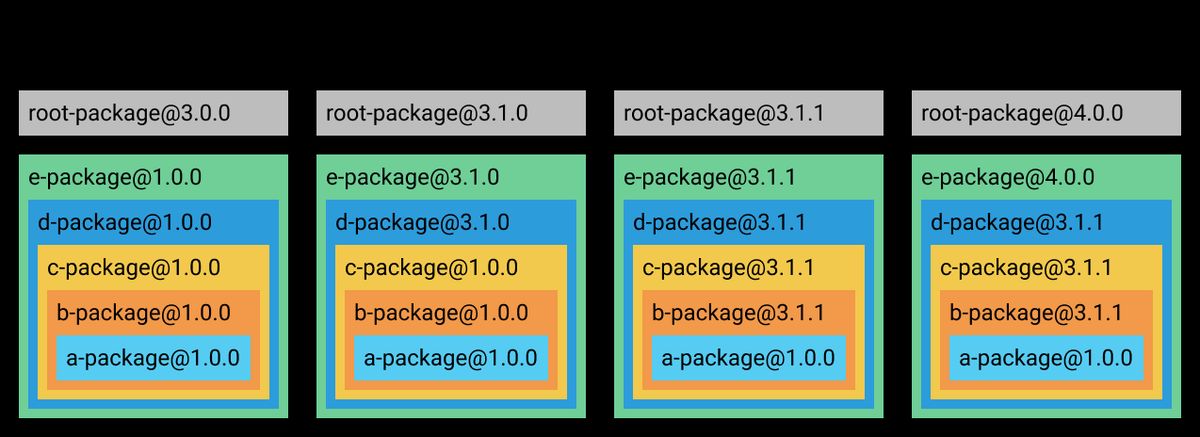 root-package@3.0.0
e-package@1.0.0
d-package@1.0.0
c-package@1.0.0
b-package@1.0.0
a-package@1.0.0
root-package@3.1.0
e-package@3.1.0
d-package@3.1.0
c-package@1.0.0
b-package@1.0.0
a-package@1.0.0
root-package@3.1.1
e-package@3.1.1
d-package@3.1.1
c-package@3.1.1
b-package@3.1.1
a-package@1.0.0
root-package@4.0.0
e-package@4.0.0
d-package@3.1.1
c-package@3.1.1
b-package@3.1.1
a-package@1.0.0